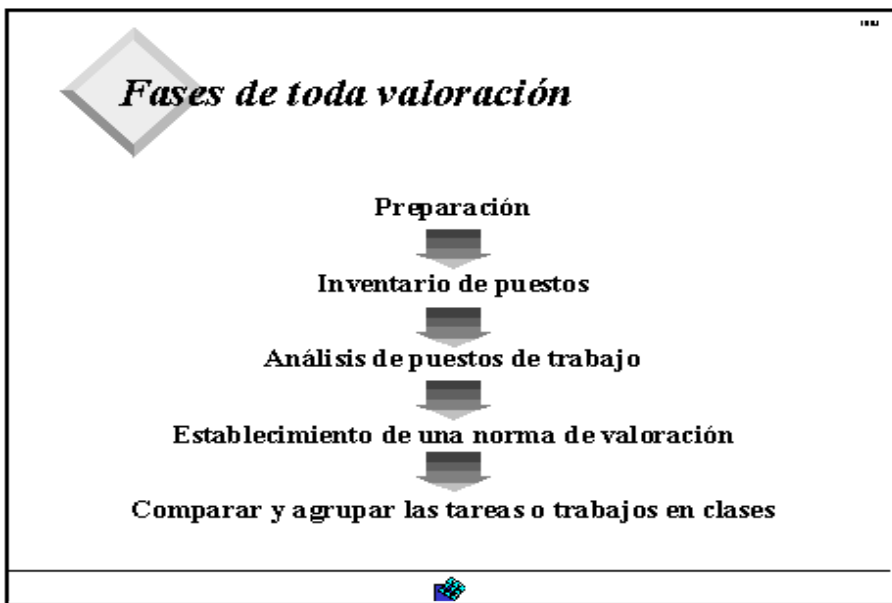 Fases de toda valoración
Preparación
Inventario de puestos
Análisis de puestos de trabajo
Establecimiento de una norma de valoración
Comparar y agrupar las tareas o trabajos en clases